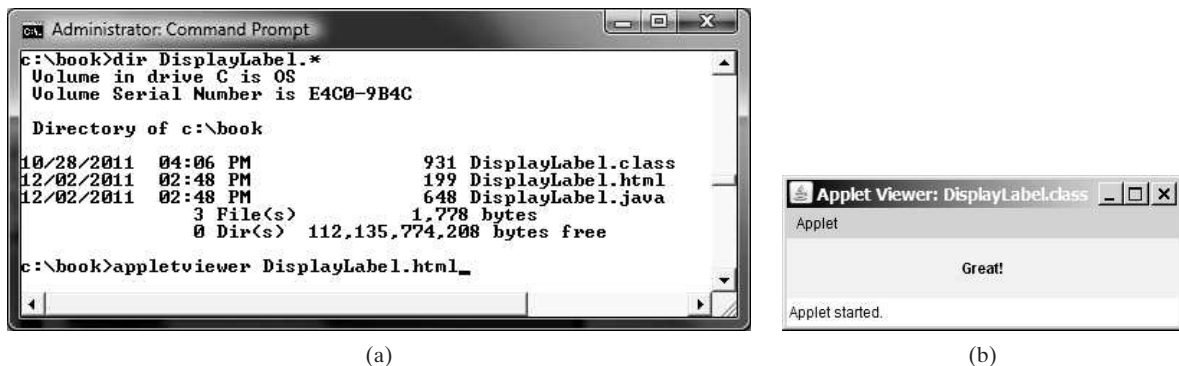 Administrator: Command Prompt
c:\book>dir DisplayLabel.*
Volume in drive C is OS
Volume Serial Number is E4C0-9B4C
Directory of c:\book
10/28/2011 04:06 PM 931 DisplayLabel.class
12/02/2011 02:48 PM 199 DisplayLabel.html
12/02/2011 02:48 PM 648 DisplayLabel.java
3 File(s) 1,778 bytes
0 Dir(s) 112,135,774,208 bytes free
c:\book>appletviewer DisplayLabel.html_
(a)
Applet Viewer: DisplayLabel.class
Applet
Great!
Applet started.
(b)